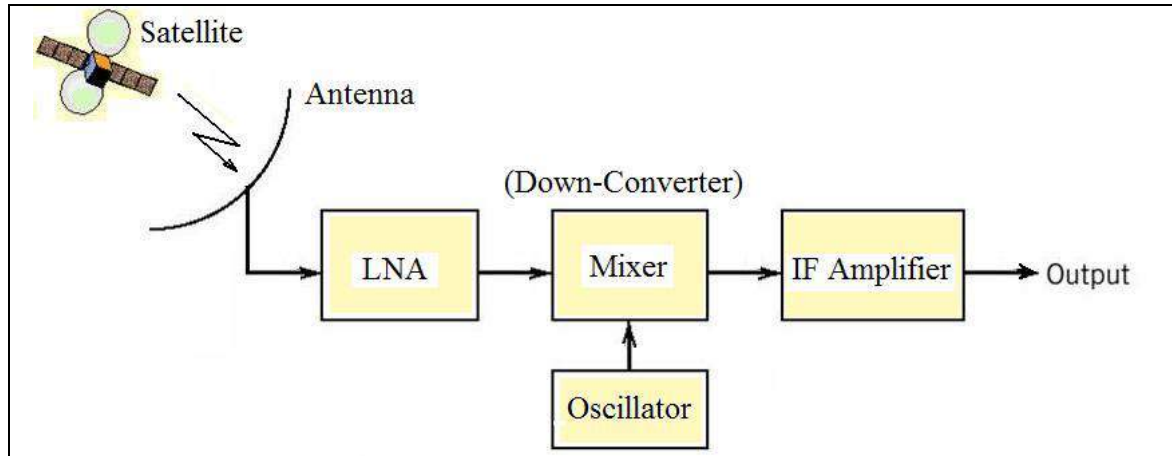 Satellite
Antenna
(Down-Converter)
LNA
Mixer
IF Amplifier
Output
Oscillator